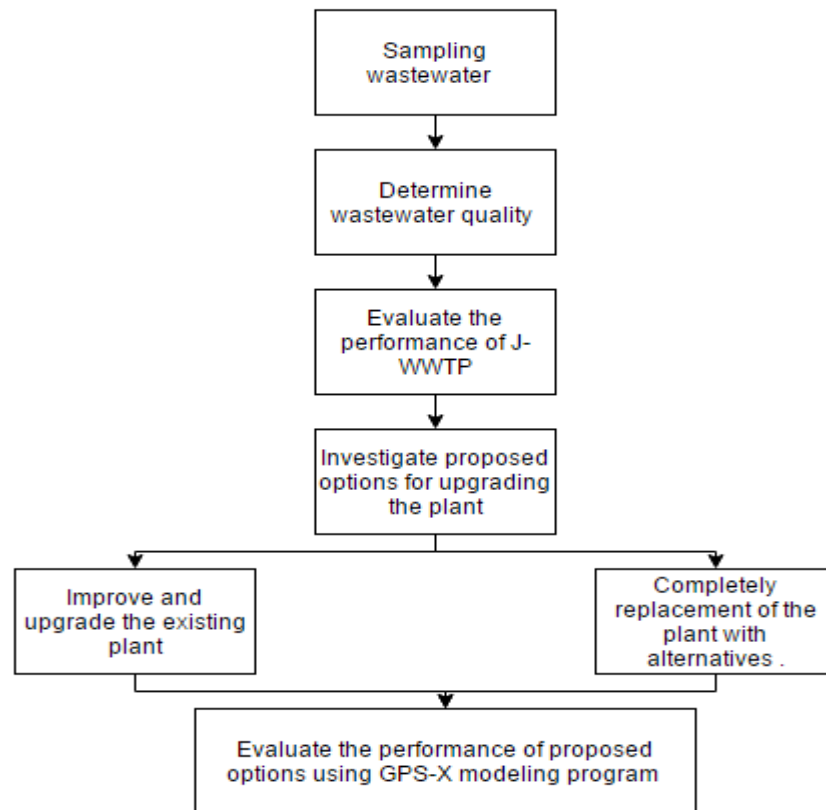 Sampling
wastewater
Determine
wastewater quality
Evaluate the
performance of J-
WWTP
Investigate proposed
options for upgrading
the plant
Improve and
upgrade the existing
plant
Completely
replacement of the
plant with
alternatives .
Evaluate the performance of proposed
options using GPS-X modeling program